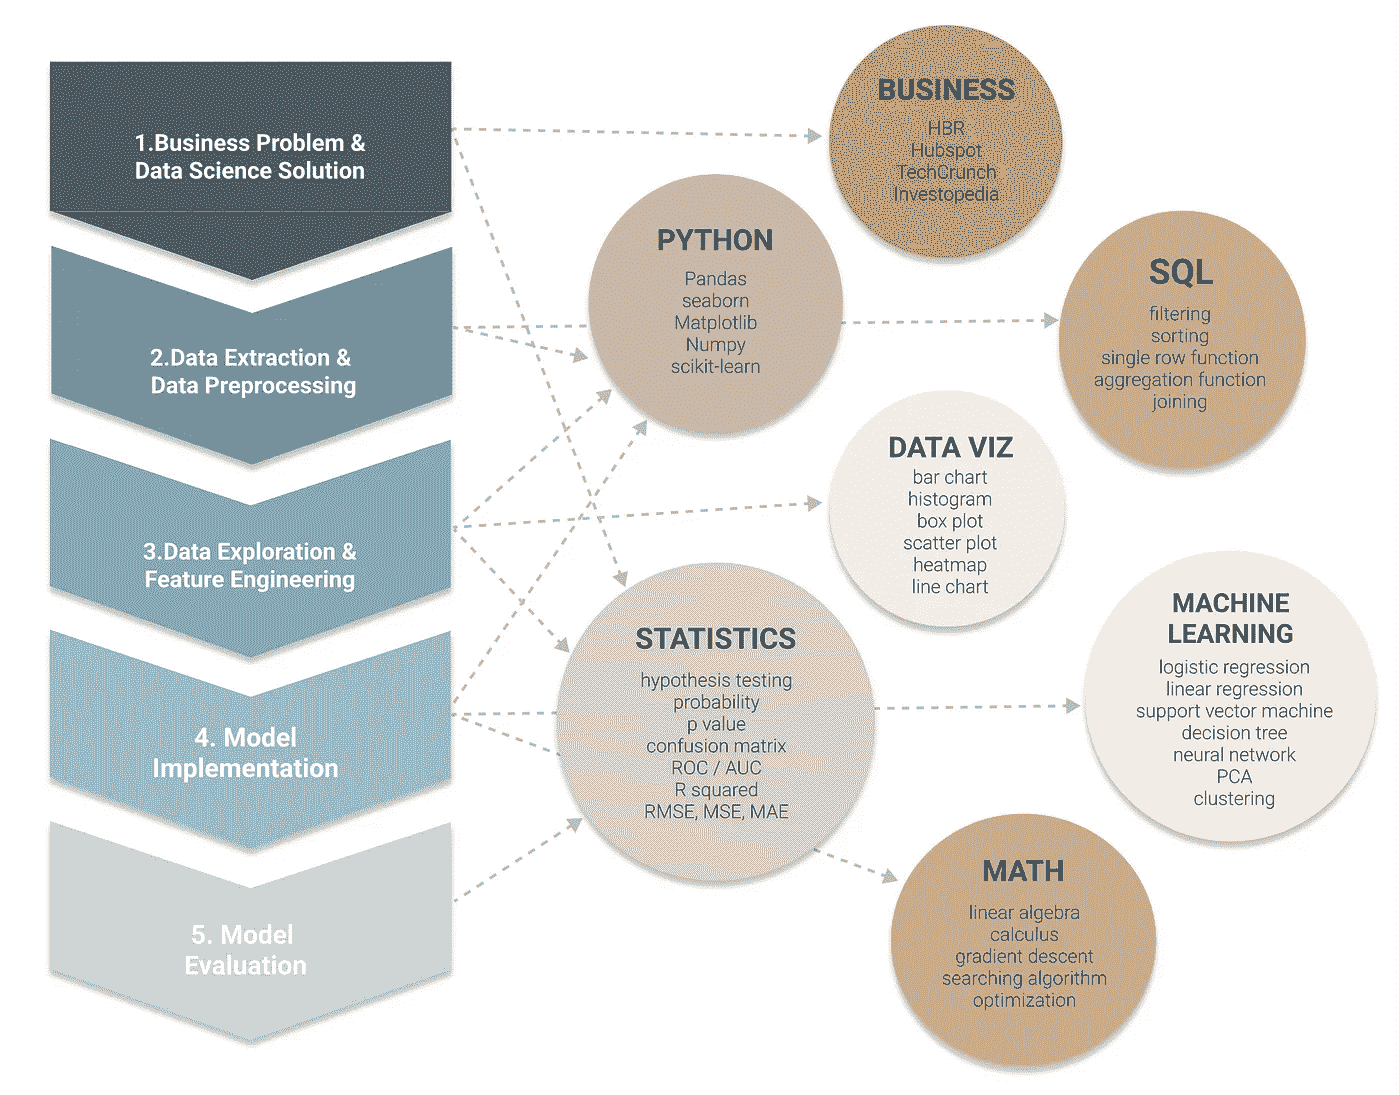 1.Business Problem &
Data Science Solution
2.Data Extraction &
Data Preprocessing
3.Data Exploration &
Feature Engineering
4. Model
Implementation
5. Model
Evaluation
BUSINESS
HBR
Hubspot
TechCrunch
Investopedia
PYTHON
Pandas
seaborn
Matplotlib
Numpy
scikit-learn
SQL
filtering
sorting
single row function
aggregation function
joining
DATA VIZ
bar chart
histogram
box plot
scatter plot
heatmap
line chart
STATISTICS
hypothesis testing
probability
p value
confusion matrix
ROC / AUC
R squared
RMSE, MSE, MAE
MACHINE
LEARNING
logistic regression
linear regression
support vector machine
decision tree
neural network
PCA
clustering
MATH
linear algebra
calculus
gradient descent
searching algorithm
optimization